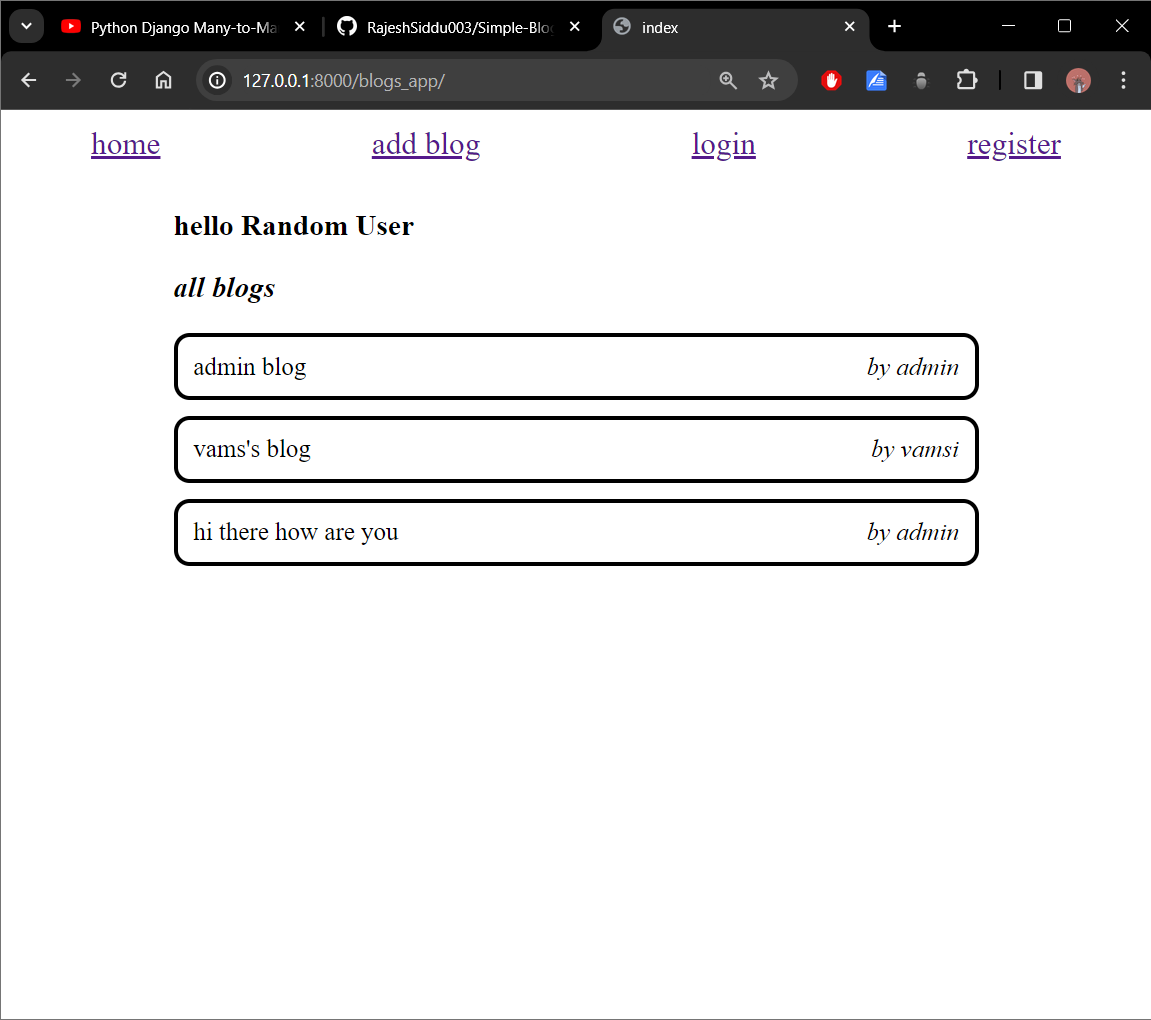 Python Django Many-to-Ma
RajeshSiddu003/Simple-Blo
index
127.0.0.1:8000/blogs_app/
home add blog login register
hello Random User
all blogs
admin blog by admin
vams's blog by vamsi
hi there how are you by admin